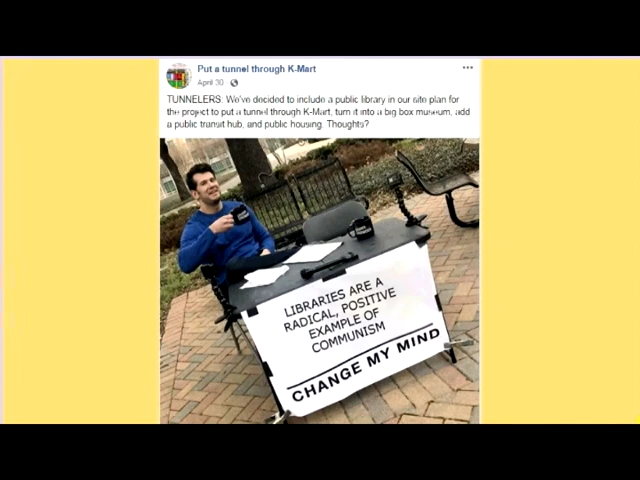 Put a tunnel through K-Mart
April 30
TUNNELERS: We've decided to include a public library in our site plan for
the project to put a tunnel through K-Mart, turn it into a big box museum, add
a public transit hub, and public housing. Thoughts?
LIBRARIES ARE A
RADICAL, POSITIVE
EXAMPLE OF
COMMUNISM
CHANGE MY MIND